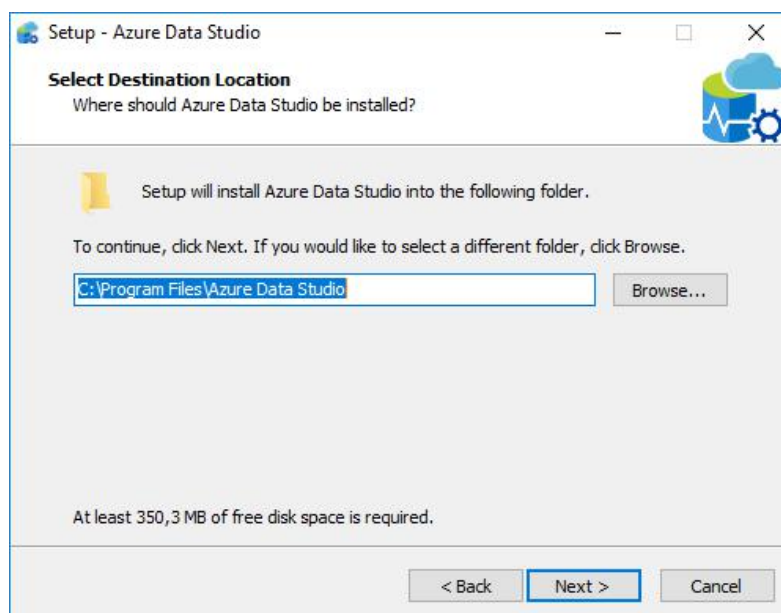 Setup - Azure Data Studio
Select Destination Location
Where should Azure Data Studio be installed?
Setup will install Azure Data Studio into the following folder.
To continue, click Next. If you would like to select a different folder, click Browse.
C:\Program Files\Azure Data Studio
Browse...
At least 350,3 MB of free disk space is required.
< Back
Next >
Cancel